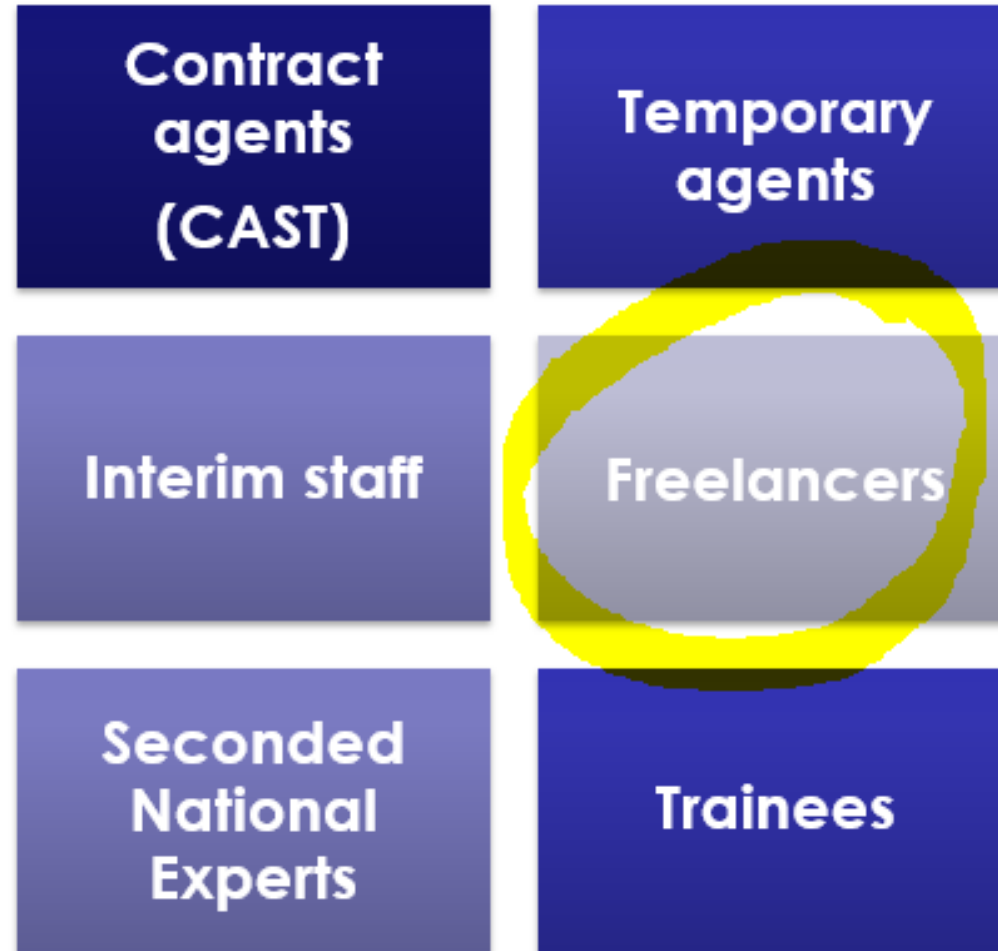 Contract
agents
(CAST)
Temporary
agents
Interim staff
Freelancers
Seconded
National
Experts
Trainees